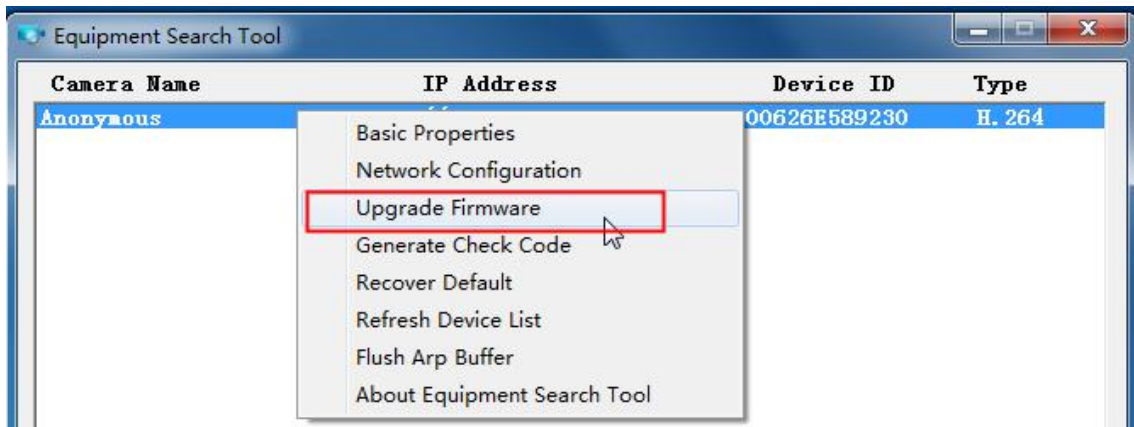 Equipment Search Tool
Camera Name IP Address Device ID Type
Anonymous 00626E589230 H.264
Basic Properties
Network Configuration
Upgrade Firmware
Generate Check Code
Recover Default
Refresh Device List
Flush Arp Buffer
About Equipment Search Tool